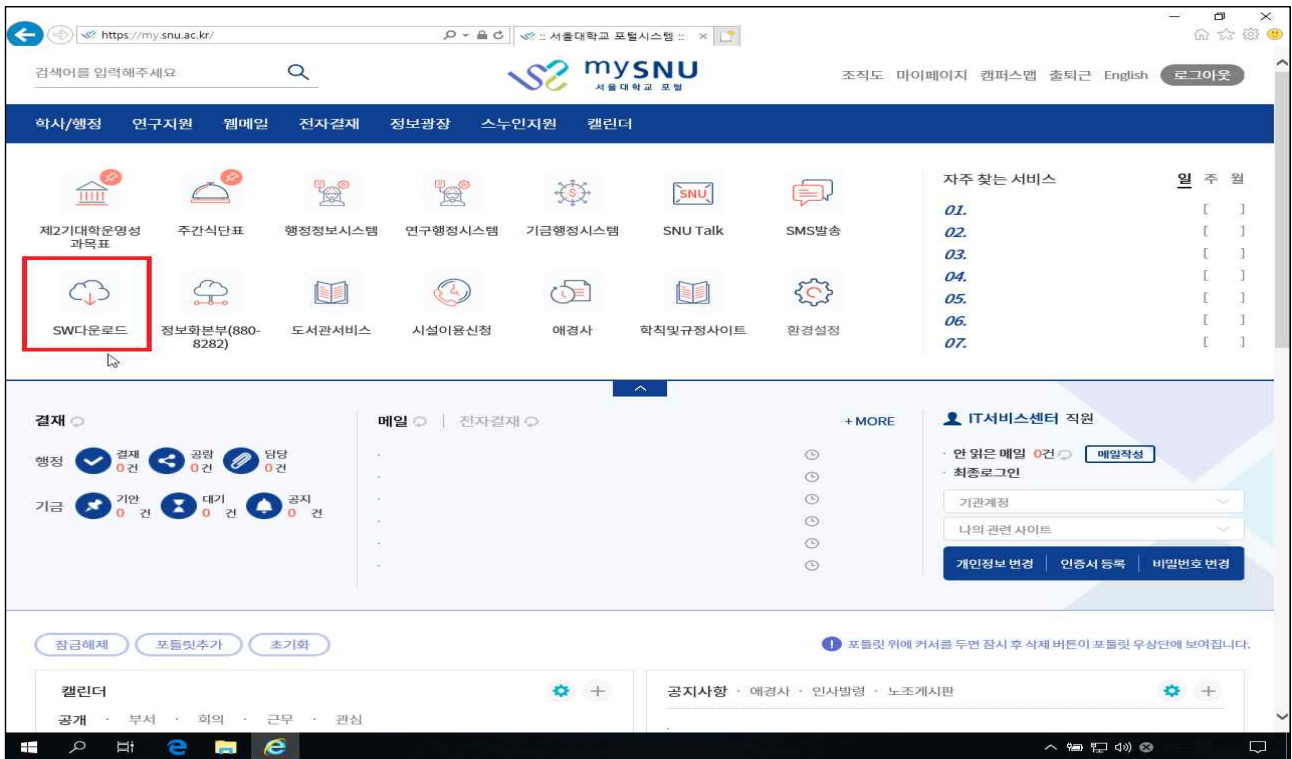 https://my.snu.ac.kr/
:: 서울대학교 포털시스템 ::
검색어를 입력해주세요
mySNU
서울대학교 포털
조직도 마이페이지 캠퍼스맵 출퇴근 English 로그아웃
학사/행정 연구지원 웹메일 전자결재 정보광장 스누인지원 캘린더
제2기대학운영성과목표
주간식단표
행정정보시스템
연구행정시스템
기금행정시스템
SNU
SNU Talk
SMS발송
SW다운로드
정보화본부(880-8282)
도서관서비스
시설이용신청
애경사
학칙및규정사이트
환경설정
자주 찾는 서비스 일 주 월
01. [ ]
02. [ ]
03. [ ]
04. [ ]
05. [ ]
06. [ ]
07. [ ]
결재
행정 결재 0건 공람 0건 담당 0건
기금 기안 0 건 대기 0 건 공지 0 건
메일 전자결재 + MORE
IT서비스센터 직원
· 안 읽은 메일 0건 메일작성
· 최종로그인
기관계정
나의 관련 사이트
개인정보 변경 인증서 등록 비밀번호 변경
잠금해제 포틀릿추가 초기화
포틀릿 위에 커서를 두면 잠시 후 삭제 버튼이 포틀릿 우상단에 보여집니다.
캘린더
공개 · 부서 · 회의 · 근무 · 관심
공지사항 · 애경사 · 인사발령 · 노조게시판